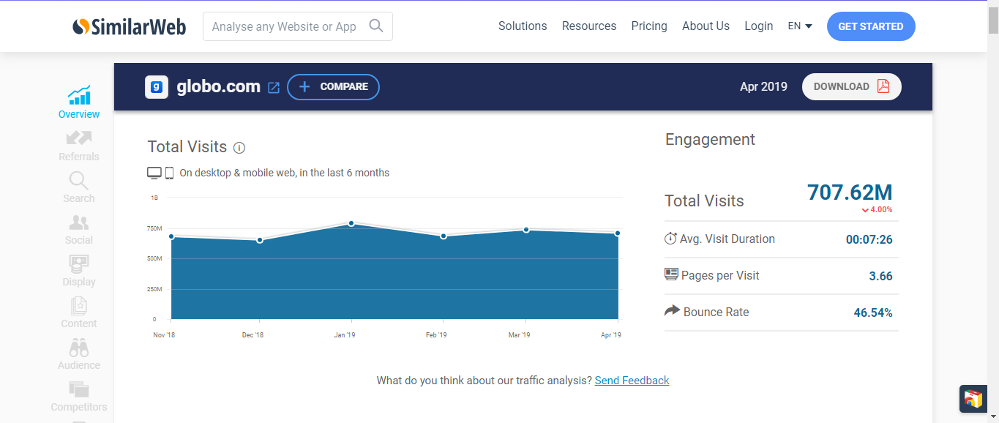 SimilarWeb
Analyse any Website or App
Solutions Resources Pricing About Us Login EN GET STARTED
g globo.com + COMPARE Apr 2019 DOWNLOAD
Overview
Referrals
Search
Social
Display
Content
Audience
Competitors
Total Visits
On desktop & mobile web, in the last 6 months
1B
750M
500M
250M
0
Nov '18 Dec '18 Jan '19 Feb '19 Mar '19 Apr '19
Engagement
Total Visits 707.62M
4.00%
Avg. Visit Duration 00:07:26
Pages per Visit 3.66
Bounce Rate 46.54%
What do you think about our traffic analysis? Send Feedback